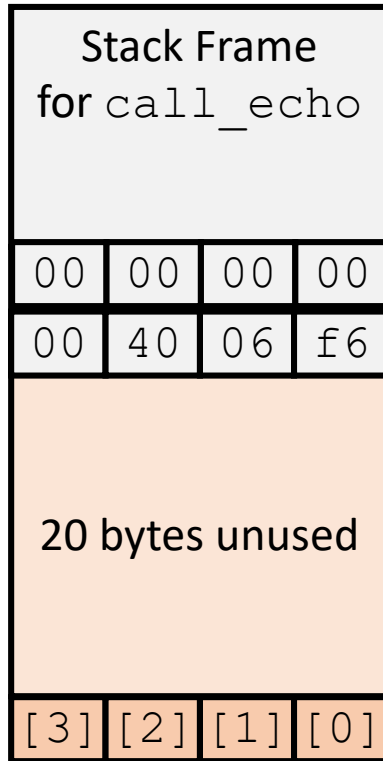 Stack Frame
for call_echo
00 00 00 00
00 40 06 f6
20 bytes unused
[3] [2] [1] [0]